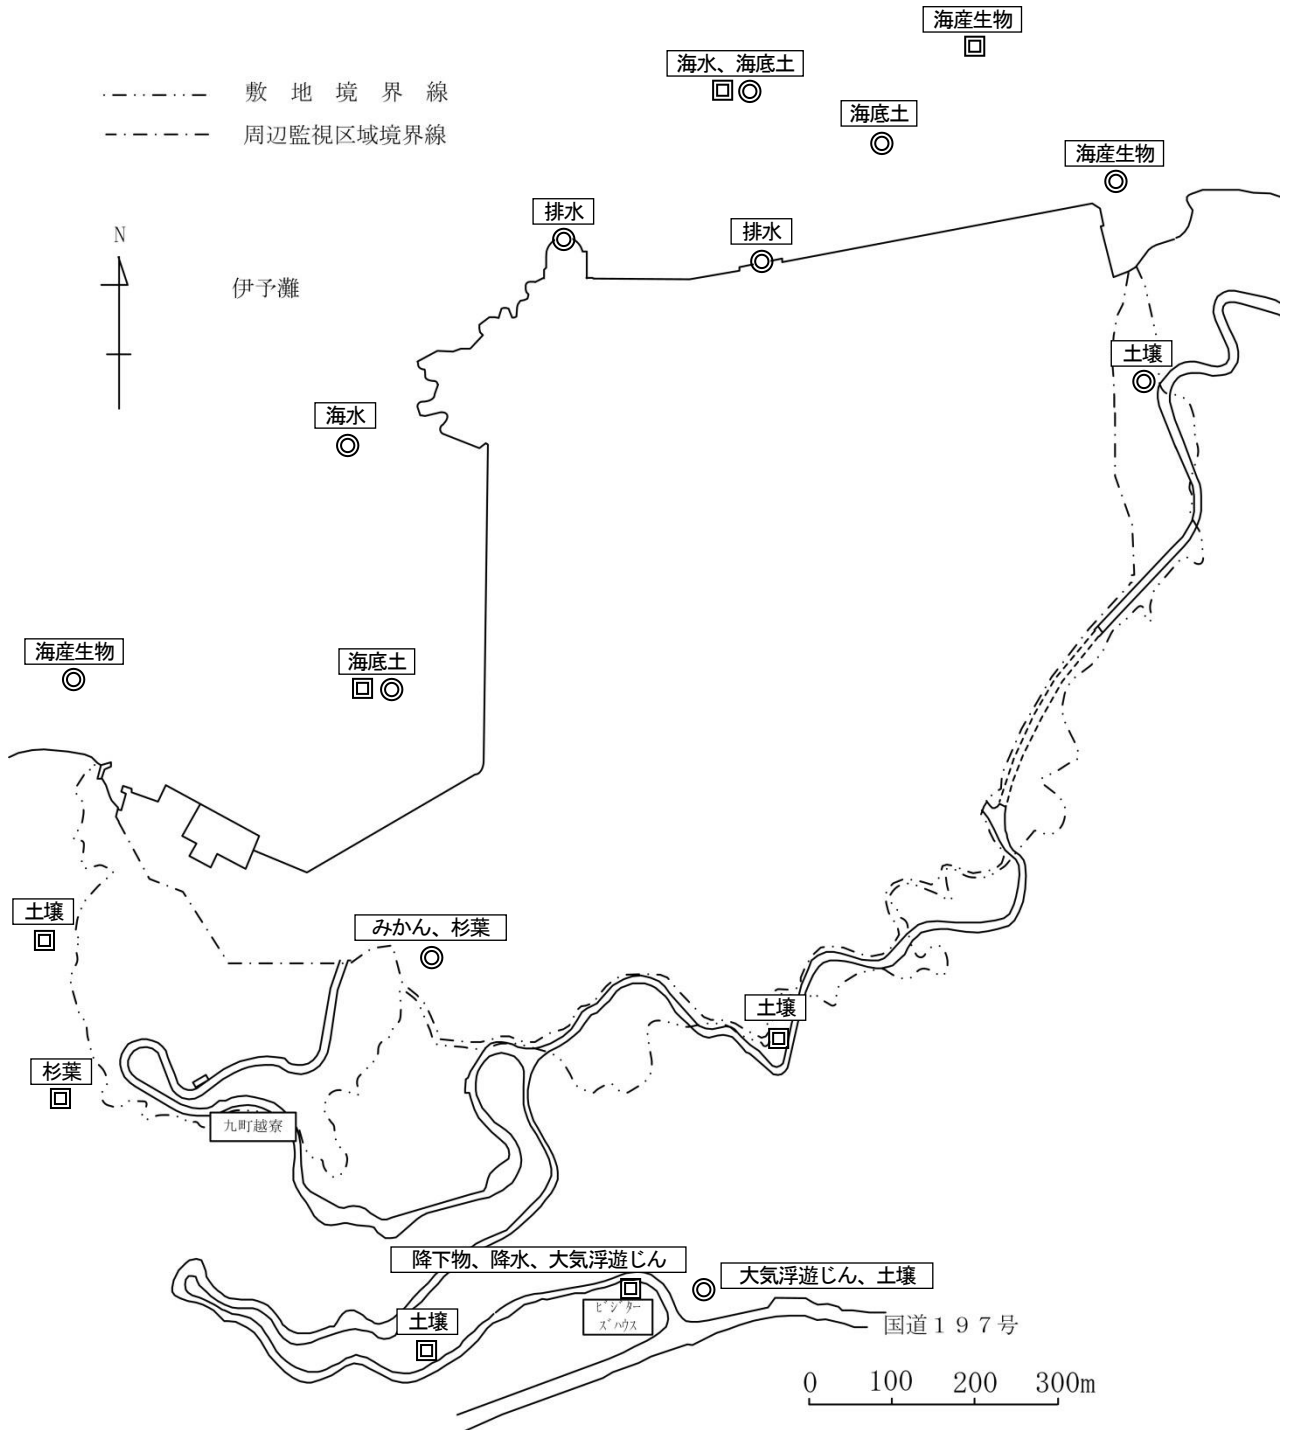 海産生物
海水、海底土
敷地境界線
海底土
周辺監視区域境界線
海産生物
排水
排水
N
伊予灘
土壌
海水
海産生物
海底土
土壌
みかん、杉葉
土壌
杉葉
九町越寮
降下物、降水、大気浮遊じん
大気浮遊じん、土壌
ビジター
ズハウス
土壌
国道１９７号
0 100 200 300m